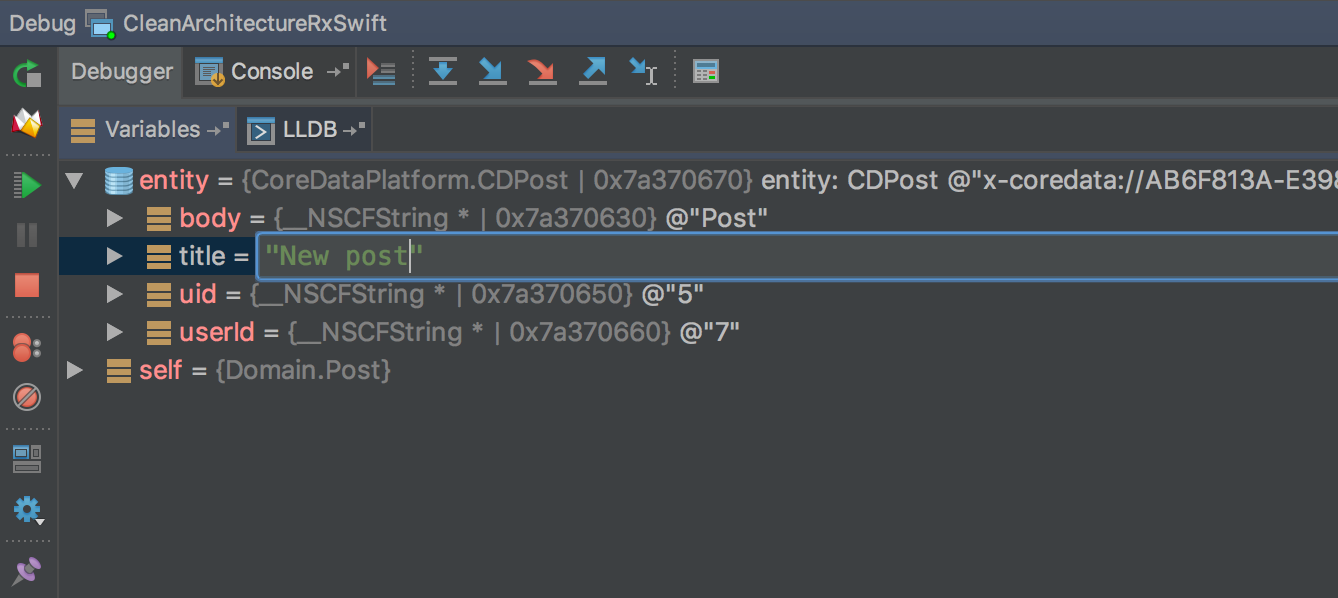 Debug CleanArchitectureRxSwift
Debugger Console
Variables LLDB
entity = {CoreDataPlatform.CDPost | 0x7a370670} entity: CDPost @"x-coredata://AB6F813A-E398
body = {__NSCFString * | 0x7a370630} @"Post"
title = "New post"
uid = {__NSCFString * | 0x7a370650} @"5"
userId = {__NSCFString * | 0x7a370660} @"7"
self = {Domain.Post}